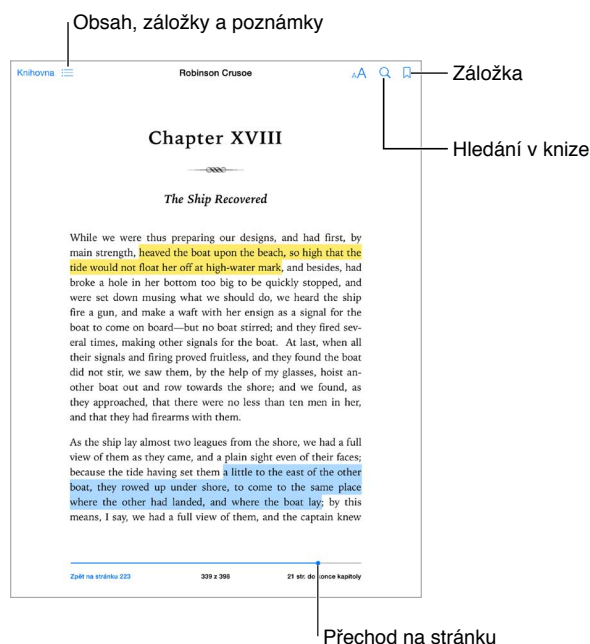 Obsah, záložky a poznámky
Knihovna
Robinson Crusoe
AA
Záložka
Hledání v knize
Chapter XVIII
The Ship Recovered
While we were thus preparing our designs, and had first, by
main strength, heaved the boat upon the beach, so high that the
tide would not float her off at high-water mark, and besides, had
broke a hole in her bottom too big to be quickly stopped, and
were set down musing what we should do, we heard the ship
fire a gun, and make a waft with her ensign as a signal for the
boat to come on board—but no boat stirred; and they fired sev-
eral times, making other signals for the boat. At last, when all
their signals and firing proved fruitless, and they found the boat
did not stir, we saw them, by the help of my glasses, hoist an-
other boat out and row towards the shore; and we found, as
they approached, that there were no less than ten men in her,
and that they had firearms with them.
As the ship lay almost two leagues from the shore, we had a full
view of them as they came, and a plain sight even of their faces;
because the tide having set them a little to the east of the other
boat, they rowed up under shore, to come to the same place
where the other had landed, and where the boat lay; by this
means, I say, we had a full view of them, and the captain knew
Zpět na stránku 223
339 z 398
21 str. do konce kapitoly
Přechod na stránku